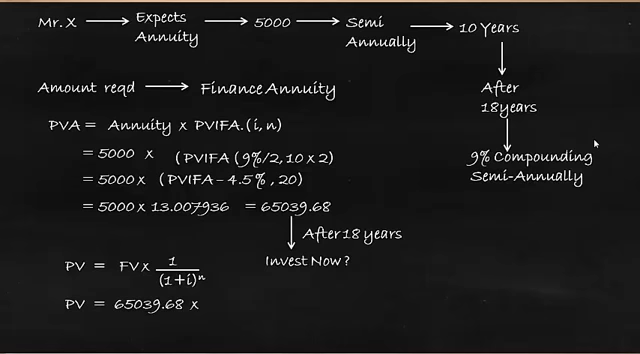 Mr. X → Expects Annuity → 5000 → Semi Annually → 10 Years
After 18 years
9% Compounding Semi-Annually
Amount reqd → Finance Annuity
PVA = Annuity x PVIFA.(i,n)
= 5000 x (PVIFA (9%/2, 10 x 2)
= 5000 x (PVIFA - 4.5%, 20)
= 5000 x 13.007936 = 65039.68
After 18 years
Invest Now?
PV = FV x 1/(1+i)ⁿ
PV = 65039.68 x